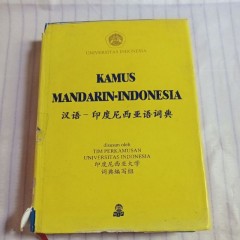 UNIVERSITAS INDONESIA
KAMUS
MANDARIN-INDONESIA
汉语－印度尼西亚语词典
disusun oleh
TIM PERKAMUSAN
UNIVERSITAS INDONESIA
印度尼西亚大学
词典编写组